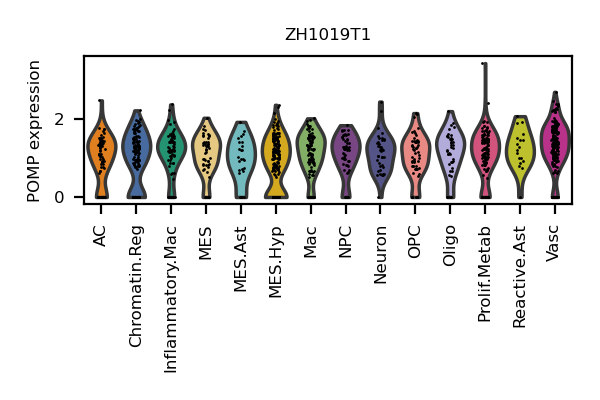 ZH1019T1
POMP expression
2
0
AC
Chromatin.Reg
Inflammatory.Mac
MES
MES.Ast
MES.Hyp
Mac
NPC
Neuron
OPC
Oligo
Prolif.Metab
Reactive.Ast
Vasc